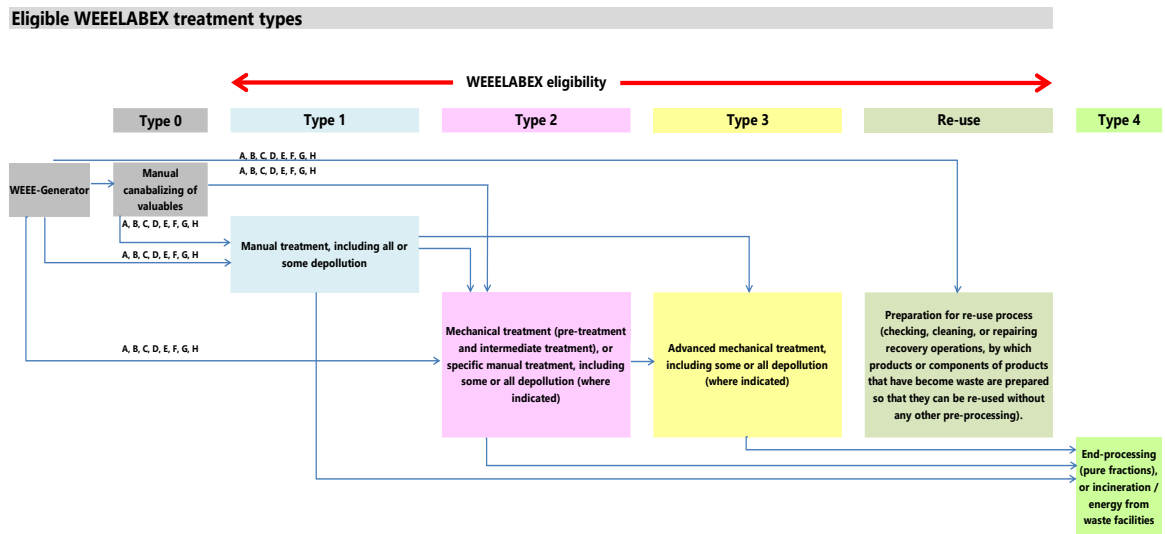 Eligible WEEELABEX treatment types
WEEELABEX eligibility
Type 0
Type 1
Type 2
Type 3
Re-use
Type 4
A, B, C, D, E, F, G, H
A, B, C, D, E, F, G, H
WEEE-Generator
Manual
canabalizing of
valuables
A, B, C, D, E, F, G, H
A, B, C, D, E, F, G, H
Manual treatment, including all or
some depollution
A, B, C, D, E, F, G, H
Mechanical treatment (pre-treatment
and intermediate treatment), or
specific manual treatment, including
some or all depollution (where
indicated)
Advanced mechanical treatment,
including some or all depollution
(where indicated)
Preparation for re-use process
(checking, cleaning, or repairing
recovery operations, by which
products or components of products
that have become waste are prepared
so that they can be re-used without
any other pre-processing).
End-processing
(pure fractions),
or incineration /
energy from
waste facilities